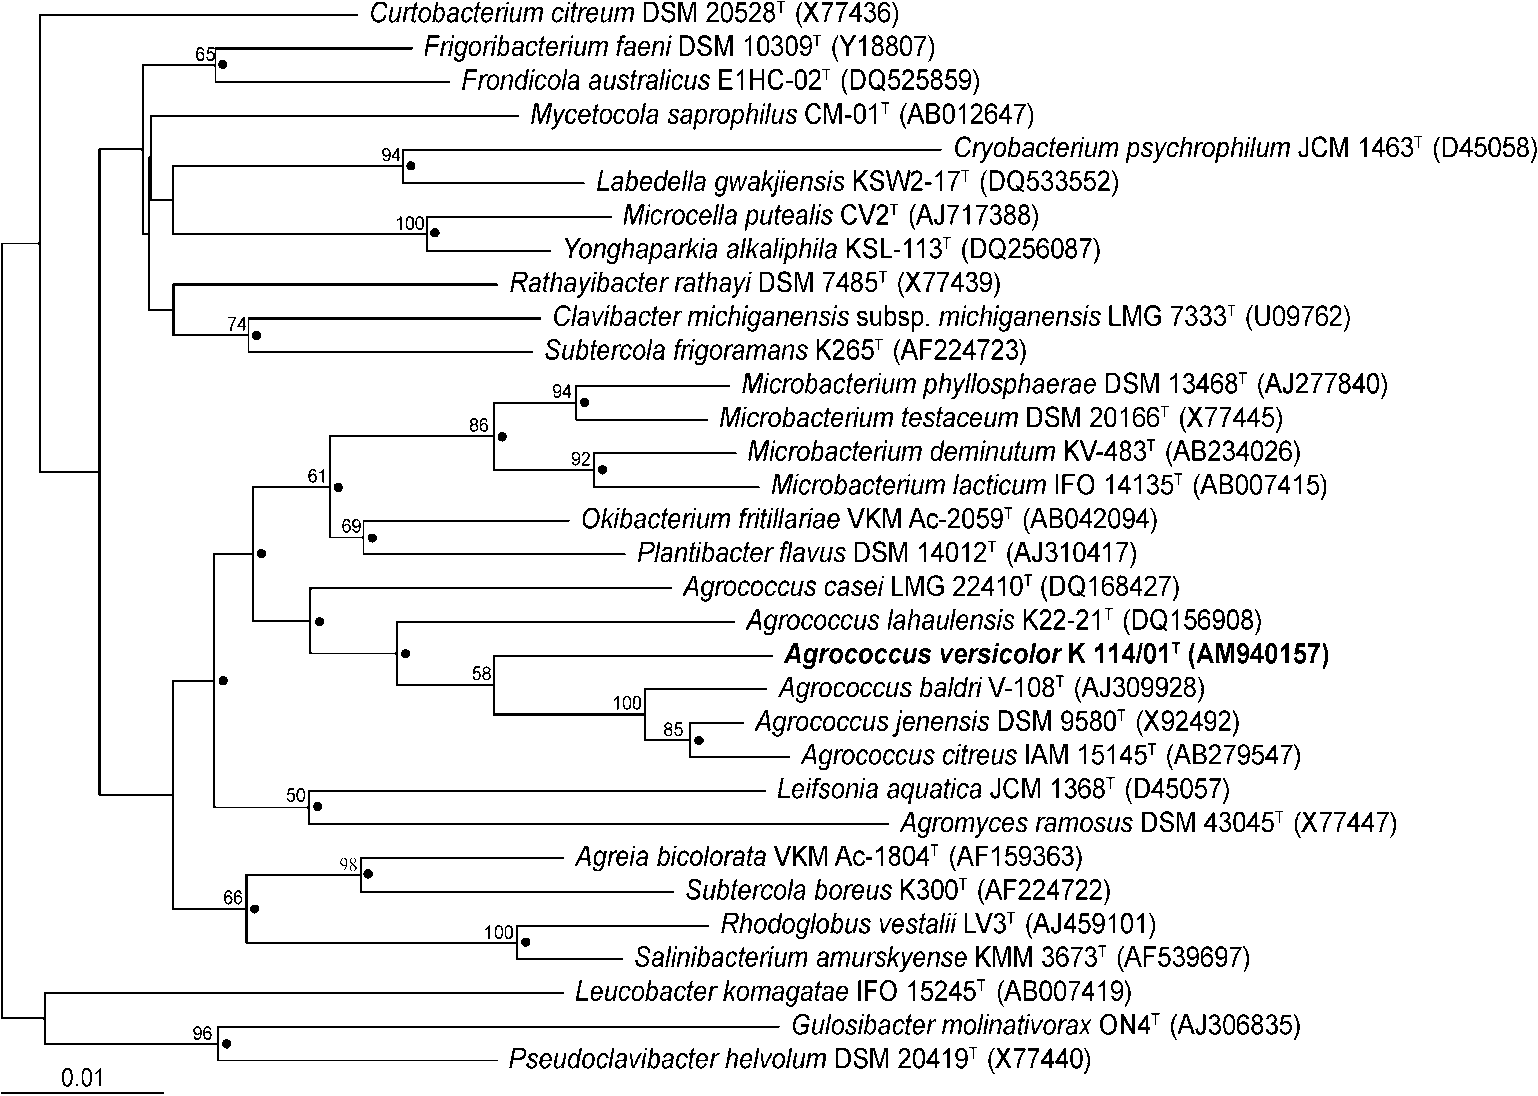 Curtobacterium citreum DSM 20528ᵀ (X77436)
65 Frigoribacterium faeni DSM 10309ᵀ (Y18807)
Frondicola australicus E1HC-02ᵀ (DQ525859)
Mycetocola saprophilus CM-01ᵀ (AB012647)
94 Cryobacterium psychrophilum JCM 1463ᵀ (D45058)
Labedella gwakjiensis KSW2-17ᵀ (DQ533552)
100 Microcella putealis CV2ᵀ (AJ717388)
Yonghaparkia alkaliphila KSL-113ᵀ (DQ256087)
Rathayibacter rathayi DSM 7485ᵀ (X77439)
74 Clavibacter michiganensis subsp. michiganensis LMG 7333ᵀ (U09762)
Subtercola frigoramans K265ᵀ (AF224723)
94 Microbacterium phyllosphaerae DSM 13468ᵀ (AJ277840)
86 Microbacterium testaceum DSM 20166ᵀ (X77445)
92 Microbacterium deminutum KV-483ᵀ (AB234026)
61 Microbacterium lacticum IFO 14135ᵀ (AB007415)
69 Okibacterium fritillariae VKM Ac-2059ᵀ (AB042094)
Plantibacter flavus DSM 14012ᵀ (AJ310417)
Agrococcus casei LMG 22410ᵀ (DQ168427)
Agrococcus lahaulensis K22-21ᵀ (DQ156908)
58 Agrococcus versicolor K 114/01ᵀ (AM940157)
100 Agrococcus baldri V-108ᵀ (AJ309928)
85 Agrococcus jenensis DSM 9580ᵀ (X92492)
Agrococcus citreus IAM 15145ᵀ (AB279547)
50 Leifsonia aquatica JCM 1368ᵀ (D45057)
Agromyces ramosus DSM 43045ᵀ (X77447)
98 Agreia bicolorata VKM Ac-1804ᵀ (AF159363)
66 Subtercola boreus K300ᵀ (AF224722)
100 Rhodoglobus vestalii LV3ᵀ (AJ459101)
Salinibacterium amurskyense KMM 3673ᵀ (AF539697)
Leucobacter komagatae IFO 15245ᵀ (AB007419)
96 Gulosibacter molinativorax ON4ᵀ (AJ306835)
Pseudoclavibacter helvolum DSM 20419ᵀ (X77440)
0.01